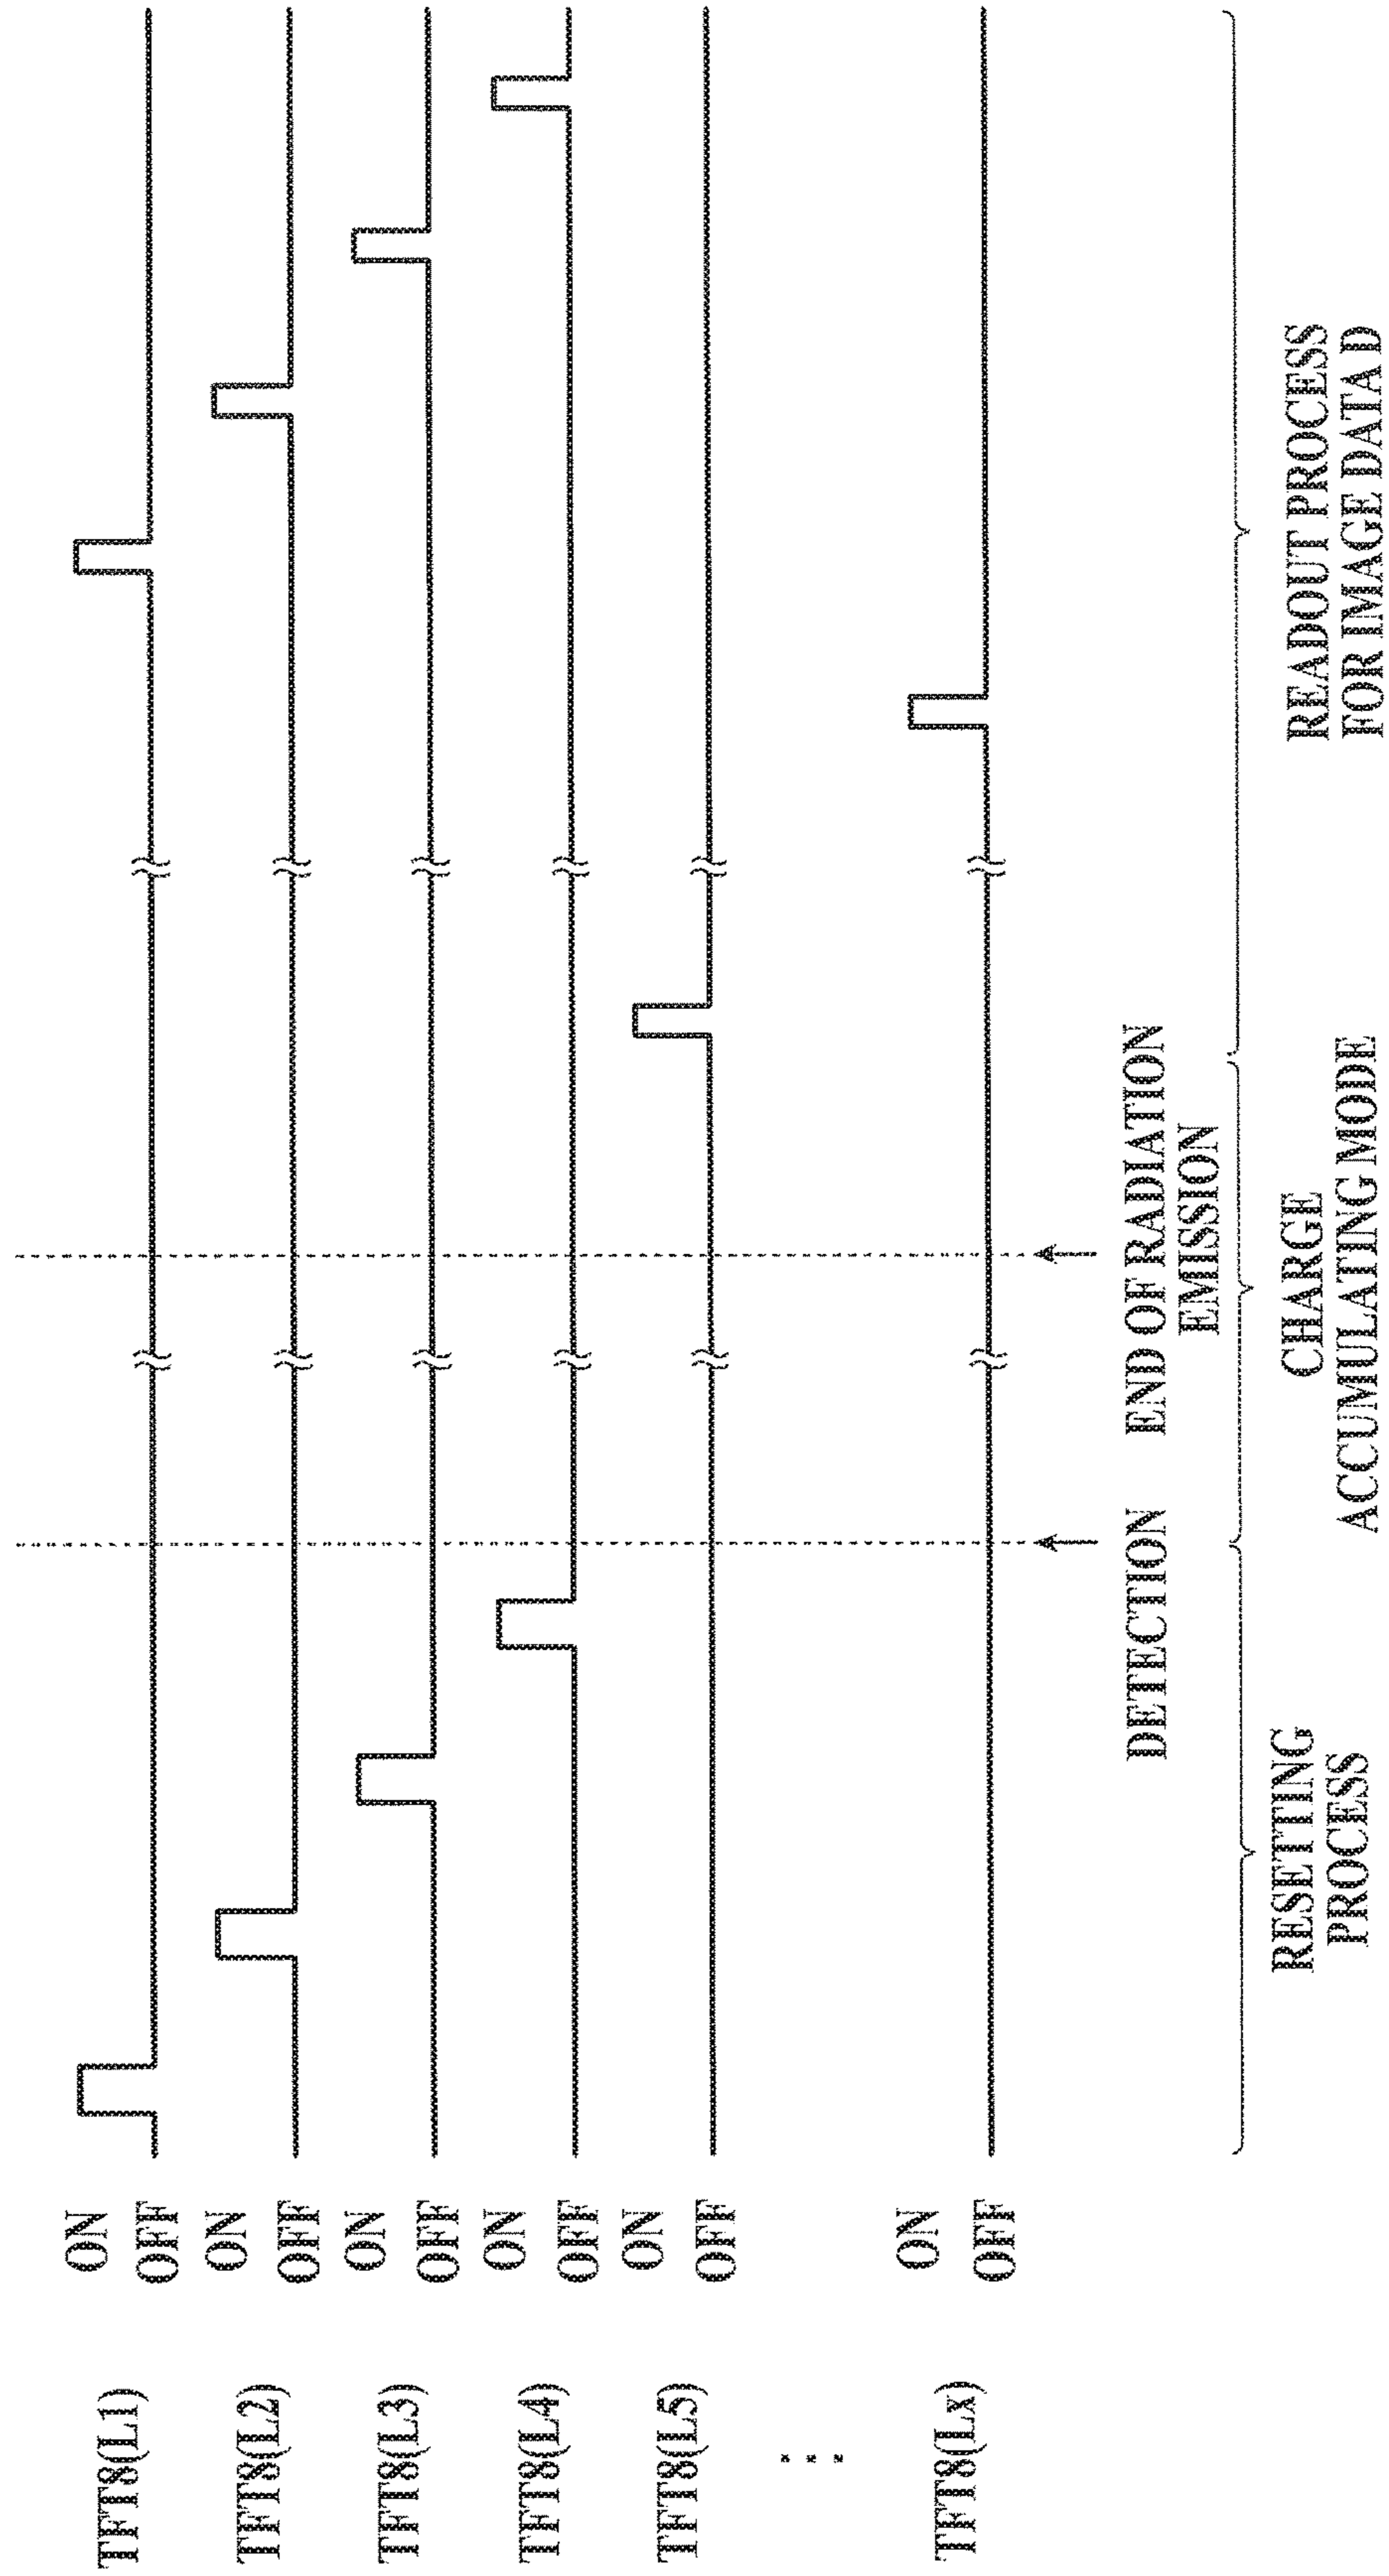 TFT8(L1) ON
OFF
TFT8(L2) ON
OFF
TFT8(L3) ON
OFF
TFT8(L4) ON
OFF
TFT8(L5) ON
OFF
...
TFT8(Lx) ON
OFF
DETECTION
END OF RADIATION
EMISSION
RESETTING
PROCESS
CHARGE
ACCUMULATING MODE
READOUT PROCESS
FOR IMAGE DATA D